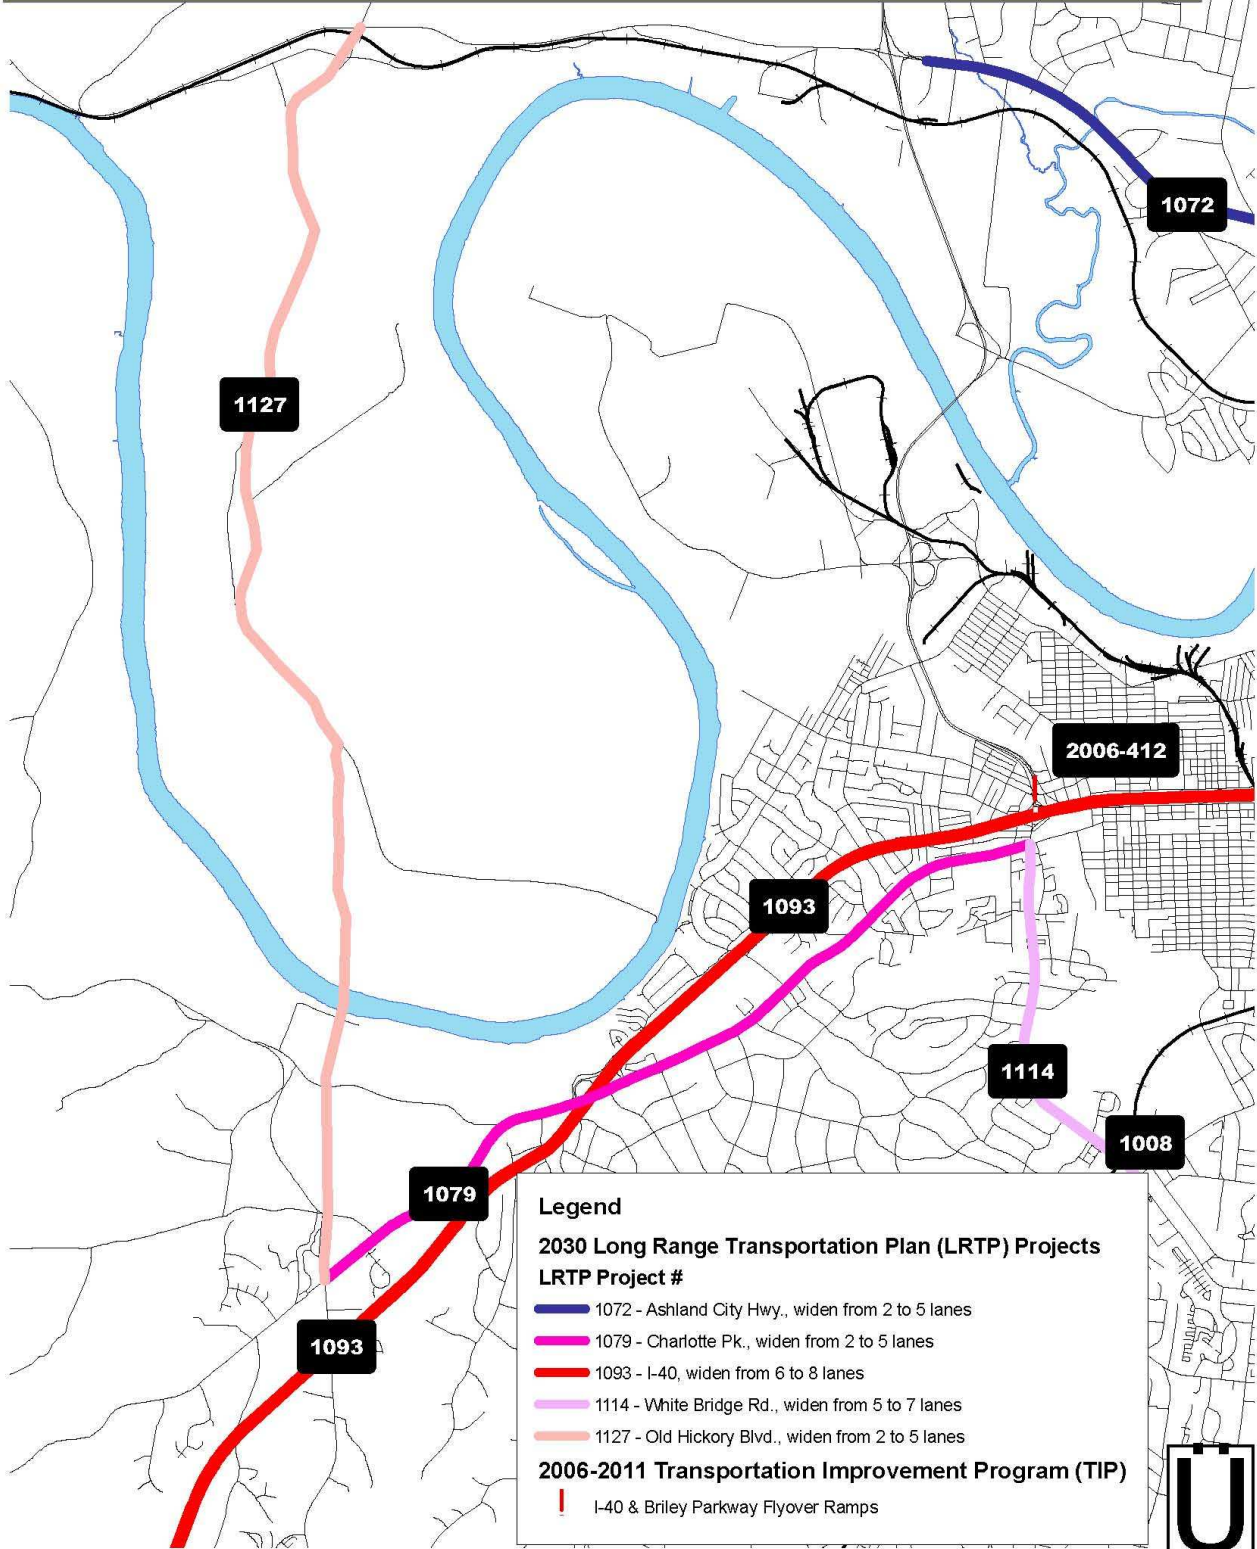 1072
1127
2006-412
1093
1114
1008
1079
1093
Legend
2030 Long Range Transportation Plan (LRTP) Projects
LRTP Project #
1072 - Ashland City Hwy., widen from 2 to 5 lanes
1079 - Charlotte Pk., widen from 2 to 5 lanes
1093 - I-40, widen from 6 to 8 lanes
1114 - White Bridge Rd., widen from 5 to 7 lanes
1127 - Old Hickory Blvd., widen from 2 to 5 lanes
2006-2011 Transportation Improvement Program (TIP)
I-40 & Briley Parkway Flyover Ramps